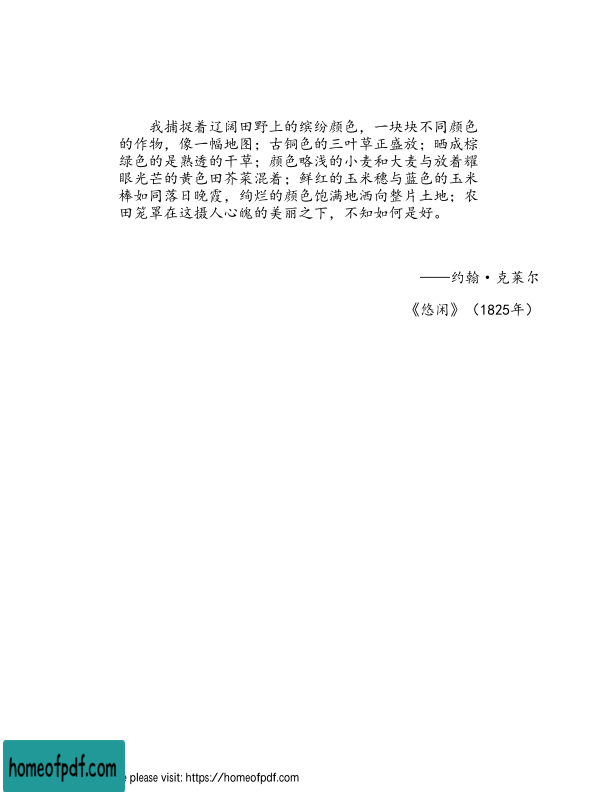 我捕捉着辽阔田野上的缤纷颜色，一块块不同颜色
的作物，像一幅地图；古铜色的三叶草正盛放；晒成棕
绿色的是熟透的干草；颜色略浅的小麦和大麦与放着耀
眼光芒的黄色田芥菜混着；鲜红的玉米穗与蓝色的玉米
棒如同落日晚霞，绚烂的颜色饱满地洒向整片土地；农
田笼罩在这摄人心魄的美丽之下，不知如何是好。
——约翰·克莱尔
《悠闲》（1825年）
homeofpdf.com
e please visit: https://homeofpdf.com